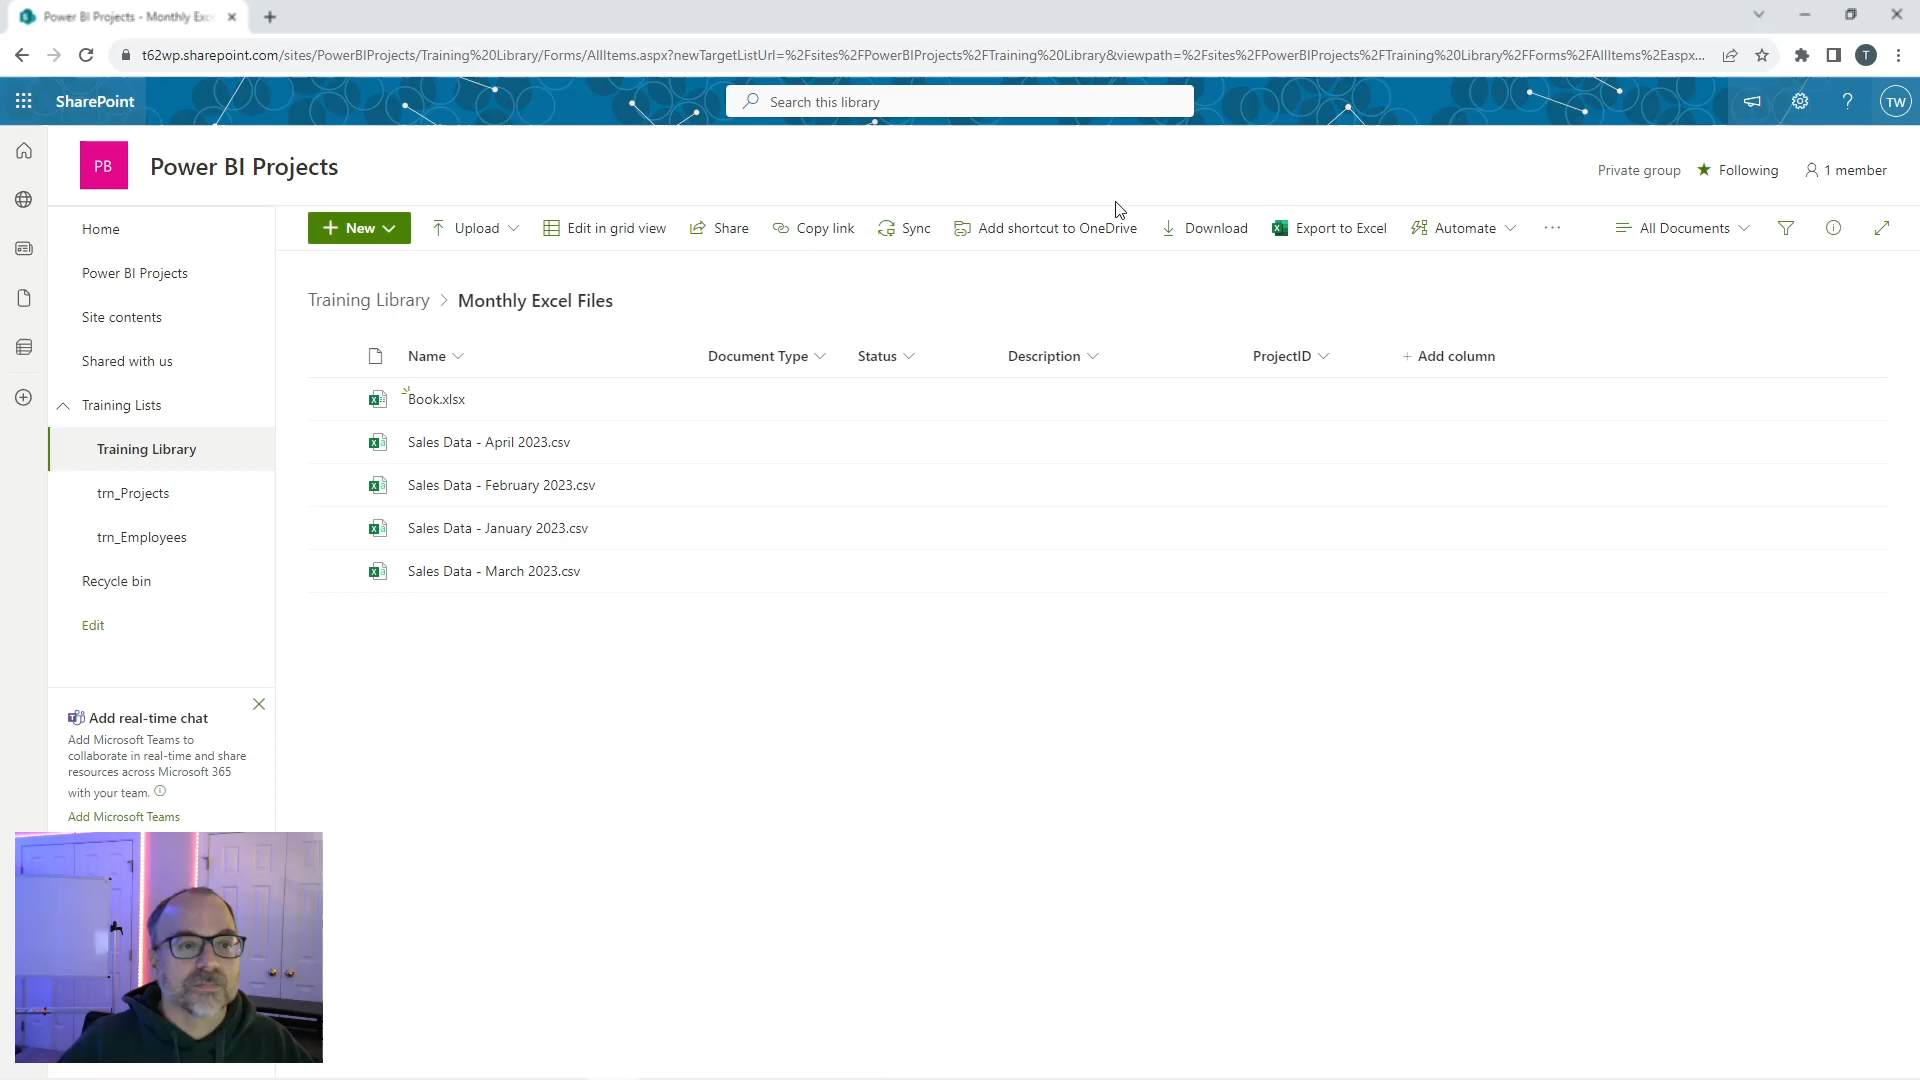 Power BI Projects - Monthly Exc
t62wp.sharepoint.com/sites/PowerBIProjects/Training%20Library/Forms/AllItems.aspx?newTargetListUrl=%2Fsites%2FPowerBIProjects%2FTraining%20Library&viewpath=%2Fsites%2FPowerBIProjects%2FTraining%20Library%2FForms%2FAllItems%2Easpx...
T
SharePoint
Search this library
TW
PB
Power BI Projects
Private group
Following
1 member
New
Upload
Edit in grid view
Share
Copy link
Sync
Add shortcut to OneDrive
Download
Export to Excel
Automate
All Documents
Home
Power BI Projects
Site contents
Shared with us
Training Lists
Training Library
trn_Projects
trn_Employees
Recycle bin
Edit
Training Library > Monthly Excel Files
Name
Document Type
Status
Description
ProjectID
+ Add column
Book.xlsx
Sales Data - April 2023.csv
Sales Data - February 2023.csv
Sales Data - January 2023.csv
Sales Data - March 2023.csv
Add real-time chat
Add Microsoft Teams to
collaborate in real-time and share
resources across Microsoft 365
with your team.
Add Microsoft Teams